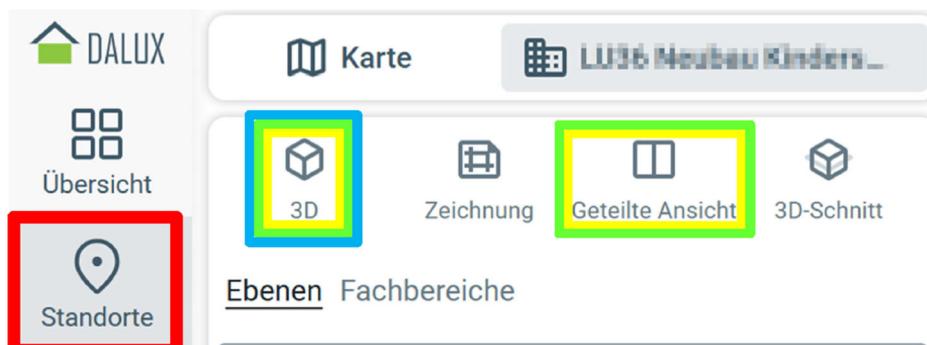 DALUX
Karte
Übersicht
3D
Zeichnung
Geteilte Ansicht
3D-Schnitt
Standorte
Ebenen
Fachbereiche